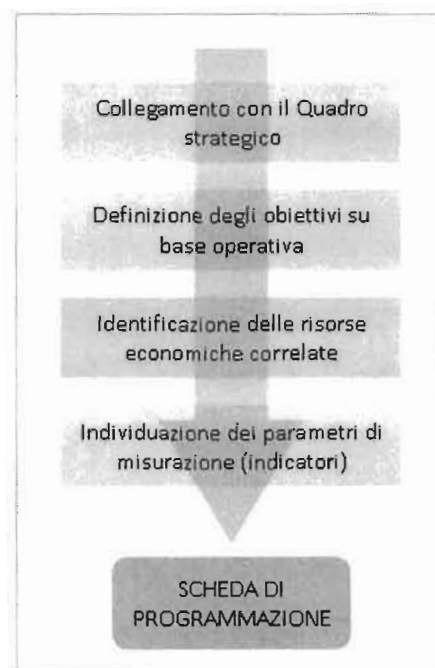 Collegamento con il Quadro
strategico
Definizione degli obiettivi su
base operativa
Identificazione delle risorse
economiche correlate
Individuazione dei parametri di
misurazione (indicatori)
SCHEDA DI
PROGRAMMAZIONE